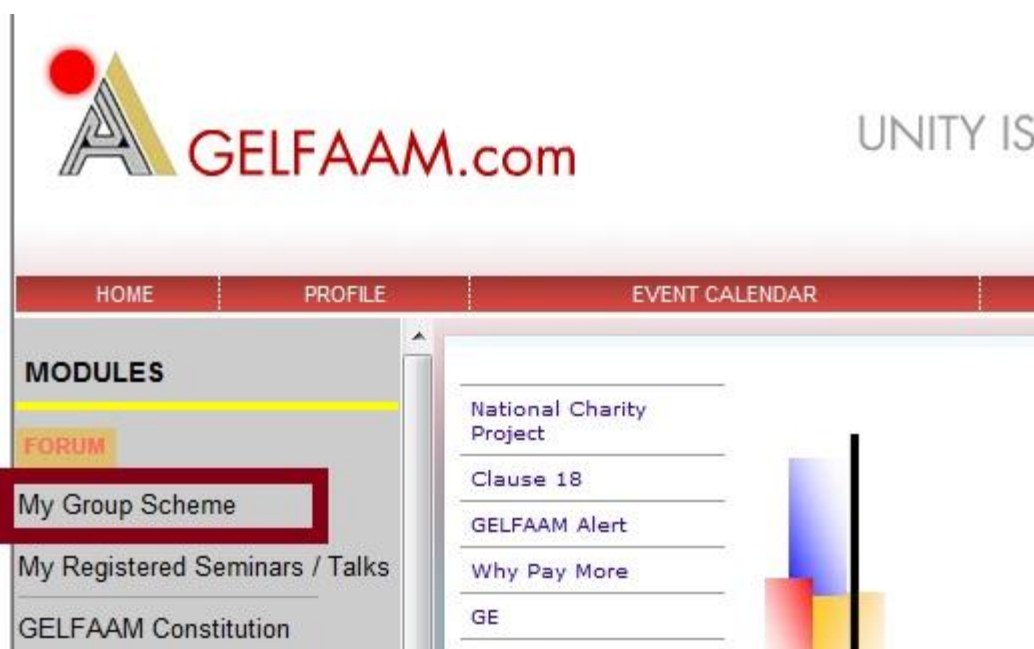 GELFAAM.com
UNITY IS
HOME
PROFILE
EVENT CALENDAR
MODULES
FORUM
My Group Scheme
My Registered Seminars / Talks
GELFAAM Constitution
National Charity
Project
Clause 18
GELFAAM Alert
Why Pay More
GE